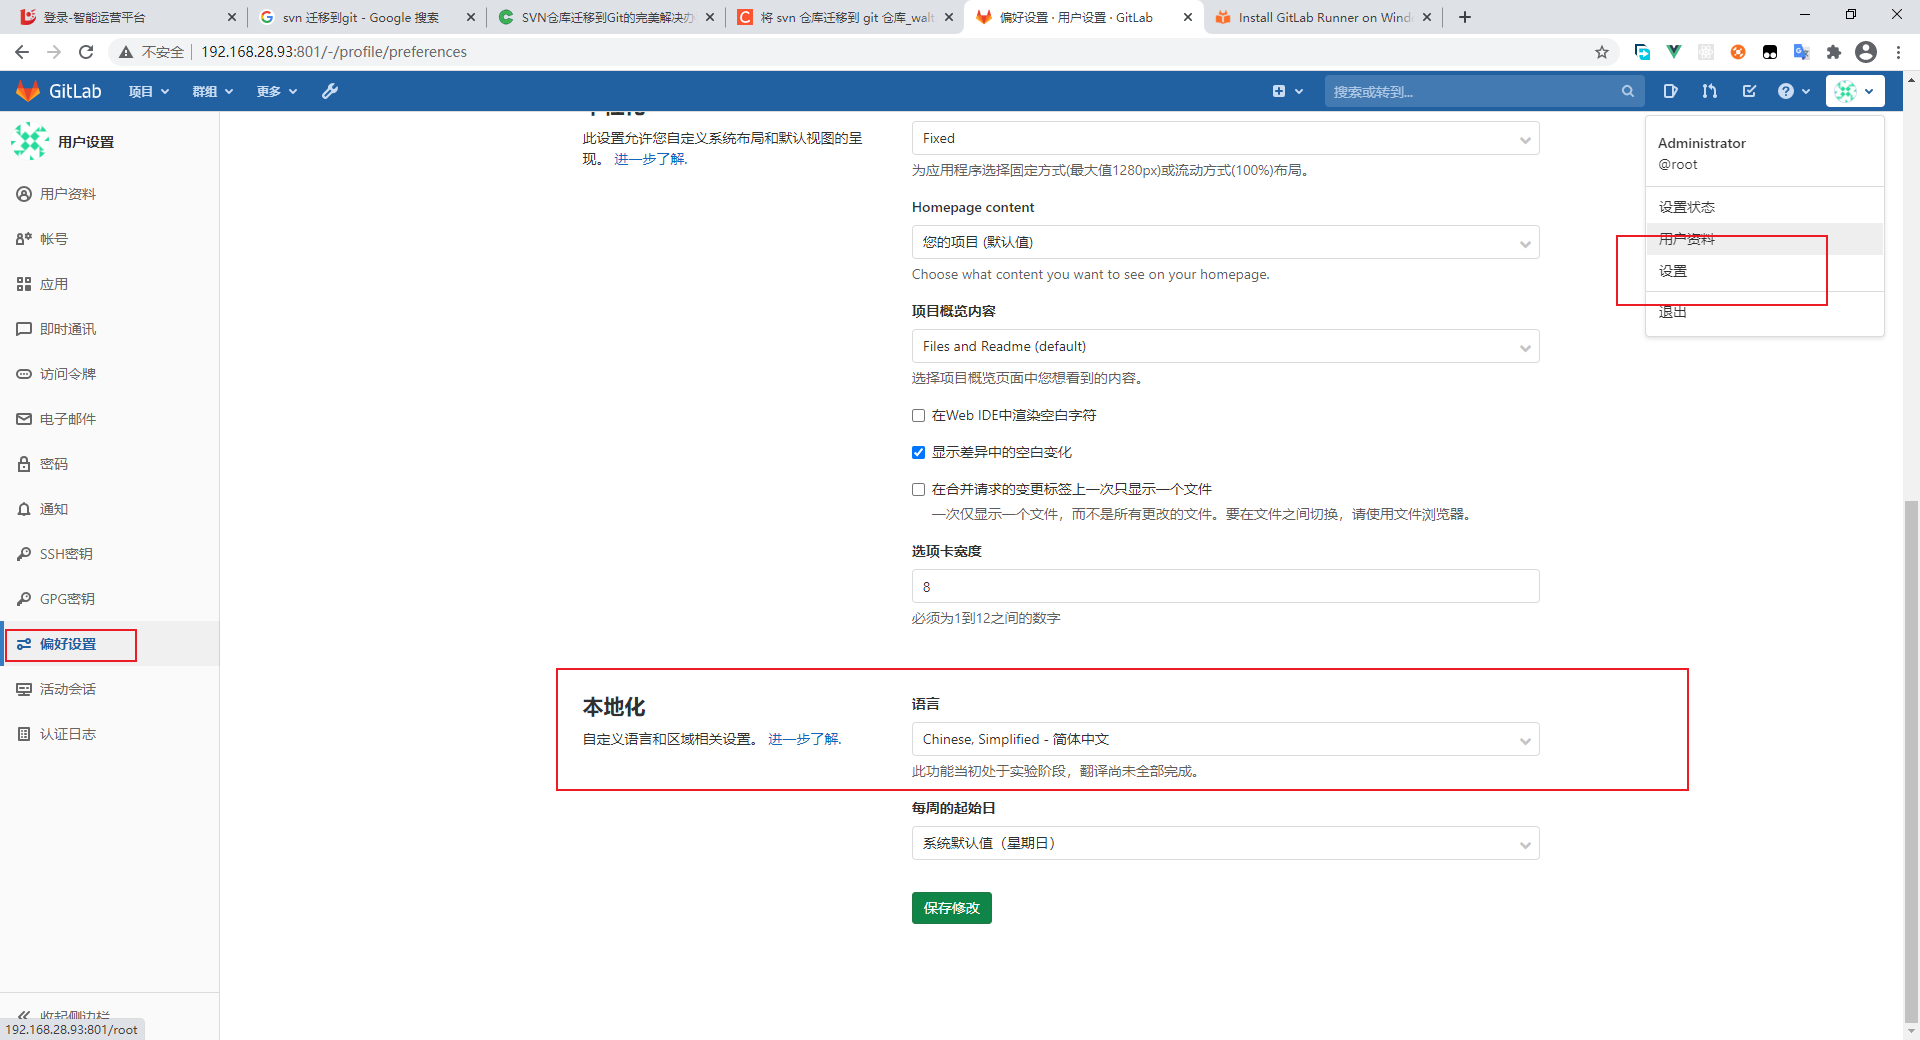 登录-智能运营平台
svn 迁移到git - Google 搜索
SVN仓库迁移到Git的完美解决办
将 svn 仓库迁移到 git 仓库_walt
偏好设置 · 用户设置 · GitLab
Install GitLab Runner on Wind
不安全
192.168.28.93:801/-/profile/preferences
GitLab
项目
群组
更多
搜索或转到...
用户设置
用户资料
帐号
应用
即时通讯
访问令牌
电子邮件
密码
通知
SSH密钥
GPG密钥
偏好设置
活动会话
认证日志
收起侧边栏
192.168.28.93:801/root
此设置允许您自定义系统布局和默认视图的呈
现。 进一步了解.
Fixed
为应用程序选择固定方式(最大值1280px)或流动方式(100%)布局。
Homepage content
您的项目 (默认值)
Choose what content you want to see on your homepage.
项目概览内容
Files and Readme (default)
选择项目概览页面中您想看到的内容。
在Web IDE中渲染空白字符
显示差异中的空白变化
在合并请求的变更标签上一次只显示一个文件
一次仅显示一个文件，而不是所有更改的文件。要在文件之间切换，请使用文件浏览器。
选项卡宽度
8
必须为1到12之间的数字
本地化
自定义语言和区域相关设置。 进一步了解.
语言
Chinese, Simplified - 简体中文
此功能当初处于实验阶段，翻译尚未全部完成。
每周的起始日
系统默认值（星期日）
保存修改
Administrator
@root
设置状态
用户资料
设置
退出